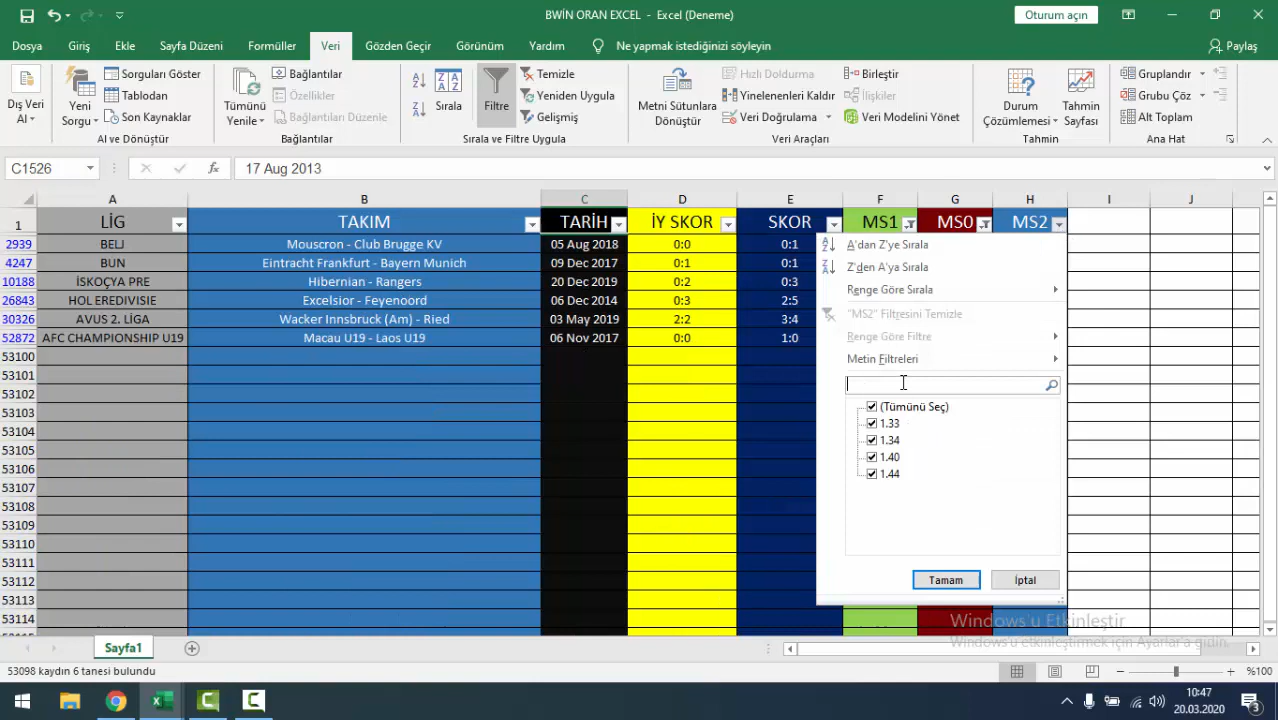 BWİN ORAN EXCEL - Excel (Deneme)
Oturum açın
Dosya Giriş Ekle Sayfa Düzeni Formüller Veri Gözden Geçir Görünüm Yardım Ne yapmak istediğinizi söyleyin Paylaş
Dış Veri Al
Yeni Sorgu
Sorguları Göster
Tablodan
Son Kaynaklar
Al ve Dönüştür
Tümünü Yenile
Bağlantılar
Özellikler
Bağlantıları Düzenle
Bağlantılar
Sırala
Filtre
Temizle
Yeniden Uygula
Gelişmiş
Sırala ve Filtre Uygula
Metni Sütunlara Dönüştür
Hızlı Doldurma
Yinelenenleri Kaldır
Veri Doğrulama
Birleştir
İlişkiler
Veri Modelini Yönet
Veri Araçları
Durum Çözümlemesi
Tahmin Sayfası
Tahmin
Gruplandır
Grubu Çöz
Alt Toplam
Ana Hat
C1526 fx 17 Aug 2013
A B C D E F G H I J
1 LİG TAKIM TARİH İY SKOR SKOR MS1 MS0 MS2
2939 BELJ Mouscron - Club Brugge KV 05 Aug 2018 0:0 0:1
4247 BUN Eintracht Frankfurt - Bayern Munich 09 Dec 2017 0:1 0:1
10188 İSKOÇYA PRE Hibernian - Rangers 20 Dec 2019 0:2 0:3
26843 HOL EREDIVISIE Excelsior - Feyenoord 06 Dec 2014 0:3 2:5
30326 AVUS 2. LİGA Wacker Innsbruck (Am) - Ried 03 May 2019 2:2 3:4
52872 AFC CHAMPIONSHIP U19 Macau U19 - Laos U19 06 Nov 2017 0:0 1:0
53100
53101
53102
53103
53104
53105
53106
53107
53108
53109
53110
53111
53112
53113
53114
A'dan Z'ye Sırala
Z'den A'ya Sırala
Renge Göre Sırala
"MS2" Filtresini Temizle
Renge Göre Filtre
Metin Filtreleri
(Tümünü Seç)
1.33
1.34
1.40
1.44
Tamam İptal
Windows'u Etkinleştir
Windows'u etkinleştirmek için Ayarlar'a gidin.
Sayfa1
53098 kaydın 6 tanesi bulundu
%100
10:47
20.03.2020
3